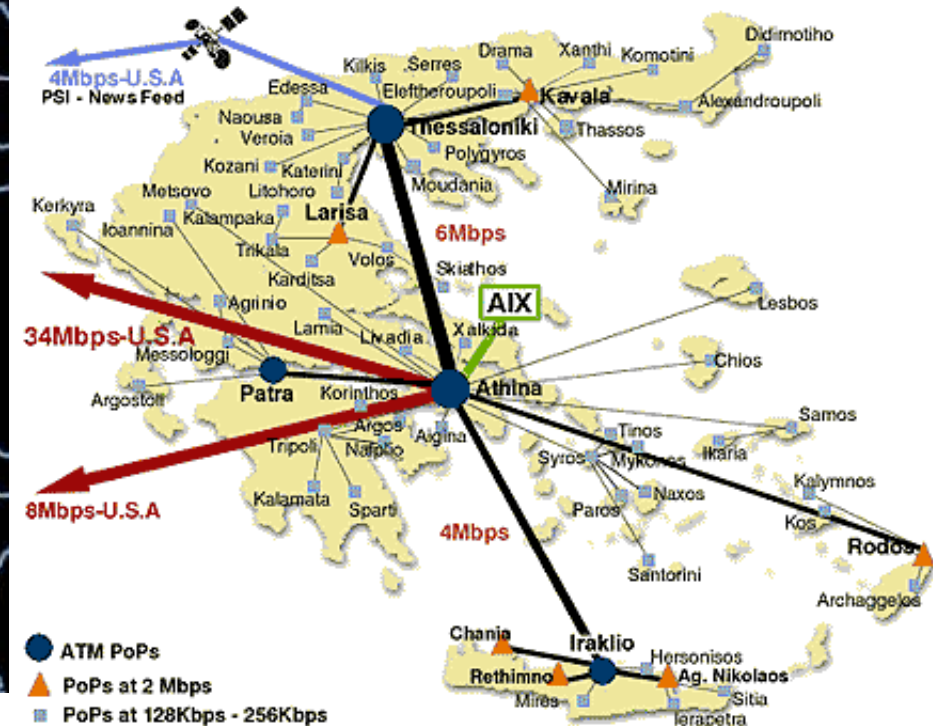 Didimotiho
Drama
Xanthi
Komotini
Kilkis
Serres
4Mbps-U.S.A
PSI - News Feed
Edessa
Eleftheroupoli
Kavala
Alexandroupoli
Naousa
Thessaloniki
Thassos
Veroia
Polygyros
Kozani
Katerini
Moudania
Metsovo
Litohoro
Mirina
Kerkyra
Kalampaka
Larisa
Ioannina
6Mbps
Trikala
Volos
Karditsa
Skiathos
Agrinio
AIX
Lesbos
Lamia
34Mbps-U.S.A
Livadia
Xalkida
Messologgi
Chios
Patra
Athina
Argostoli
Korinthos
Samos
Argos
Aigina
Tinos
Tripoli
Nafplio
Ikaria
Syros
Mykonos
Kalymnos
Kalamata
Sparti
Naxos
8Mbps-U.S.A
Paros
Kos
4Mbps
Rodos
Santorini
Archaggelos
Chania
Iraklio
ATM PoPs
Hersonisos
Rethimno
Ag. Nikolaos
PoPs at 2 Mbps
Mires
Sitia
PoPs at 128Kbps - 256Kbps
Ierapetra